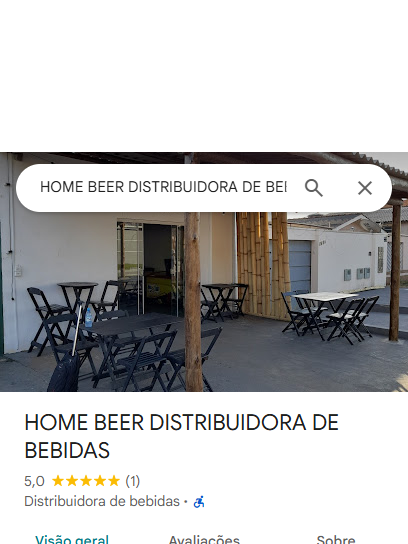 HOME BEER DISTRIBUIDORA DE BEI
HOME BEER DISTRIBUIDORA DE
BEBIDAS
5,0 ★★★★★ (1)
Distribuidora de bebidas ·
Visão geral Avaliações Sobre